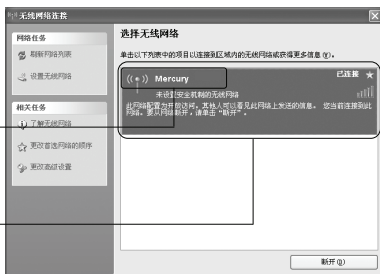 无线网络连接
网络任务
刷新网络列表
设置无线网络
相关任务
了解无线网络
更改首选网络的顺序
更改高级设置
选择无线网络
单击以下列表中的项目以连接到区域内的无线网络或获得更多信息(W)。
Mercury
已连接
未设置安全机制的无线网络
此网络配置为开放访问。其他人可以看见此网络上发送的信息。 您当前连接到此
网络。要从网络断开，请单击“断开”。
断开(D)